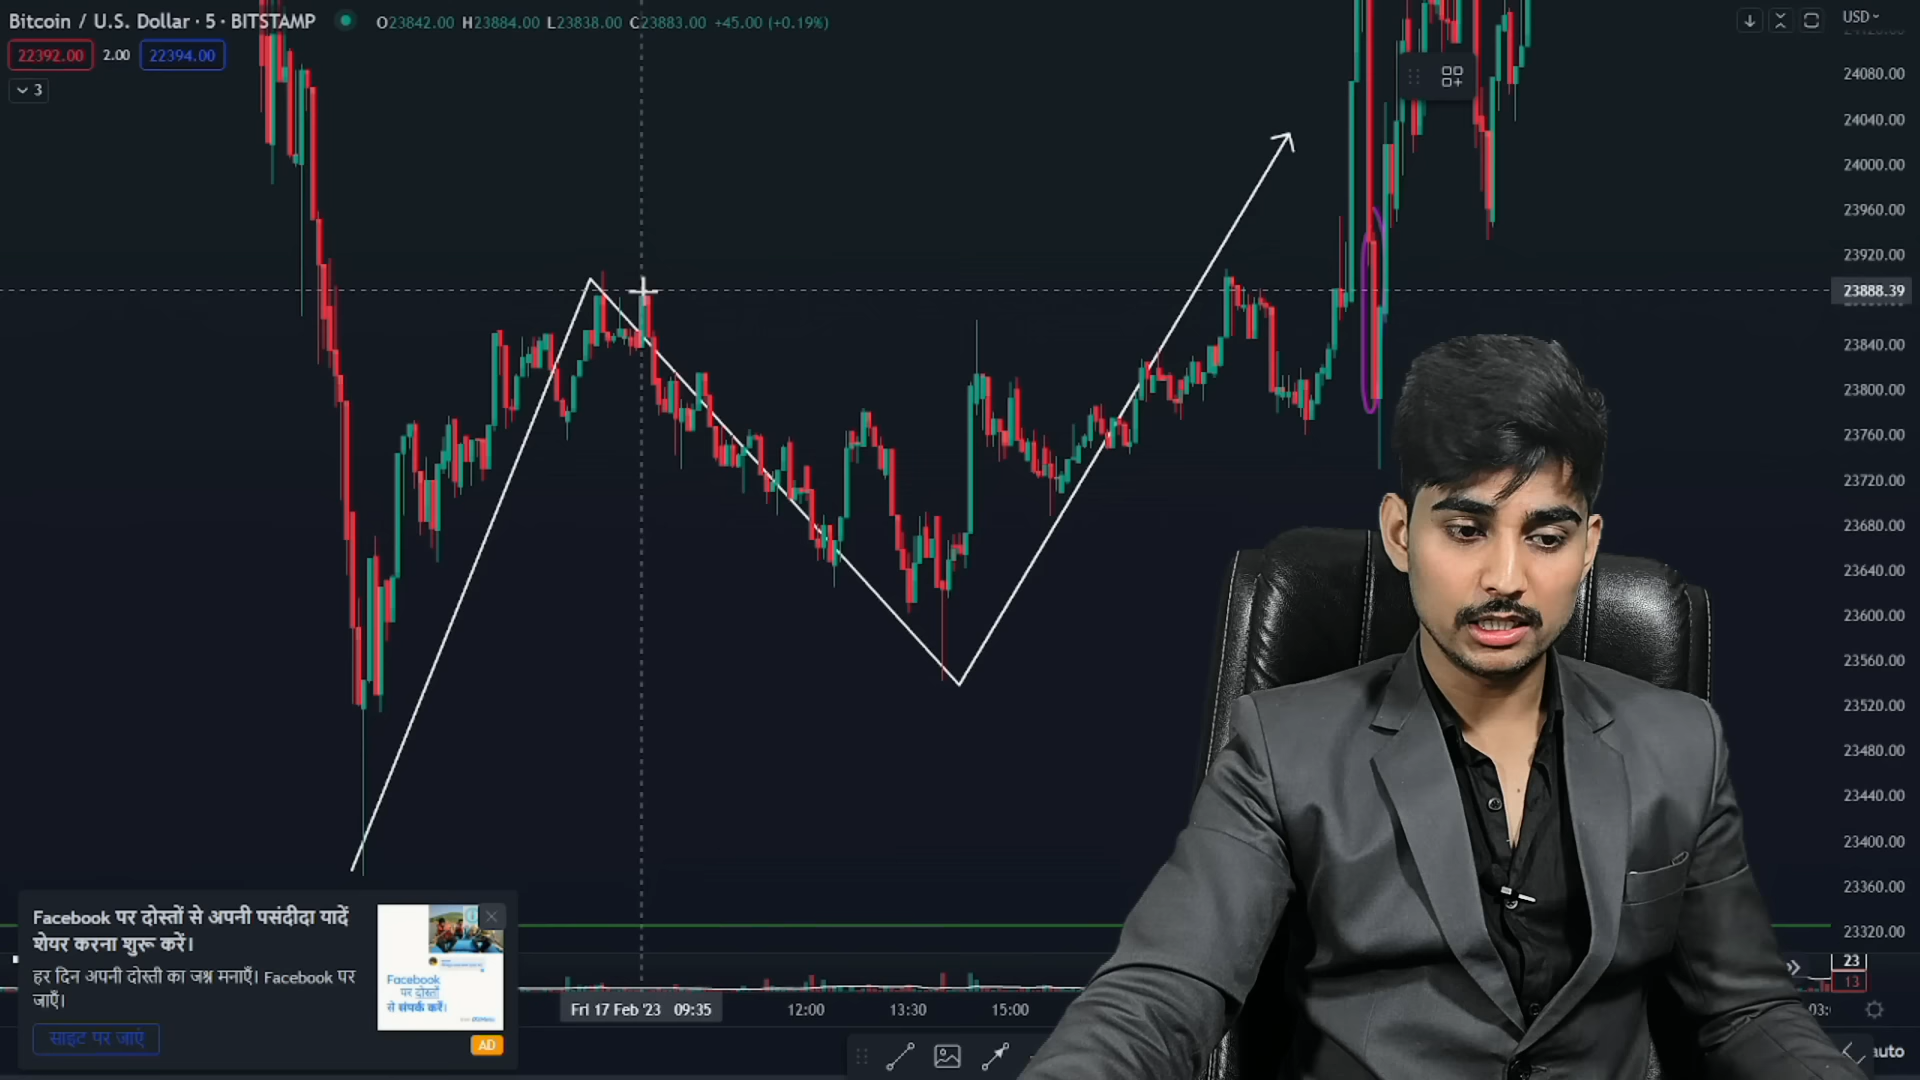 Bitcoin / U.S. Dollar · 5 · BITSTAMP
O23842.00 H23884.00 L23838.00 C23883.00 +45.00 (+0.19%)
USD
22392.00 2.00 22394.00
3
24080.00
24040.00
24000.00
23960.00
23920.00
23888.39
23840.00
23800.00
23760.00
23720.00
23680.00
23640.00
23600.00
23560.00
23520.00
23480.00
23440.00
23400.00
23360.00
23320.00
23
13
Facebook पर दोस्तों से अपनी पसंदीदा यादें
शेयर करना शुरू करें।
हर दिन अपनी दोस्ती का जश्न मनाएँ। Facebook पर
जाएँ।
साइट पर जाएं
Facebook
पर दोस्तों
से संपर्क करें।
AD
Fri 17 Feb '23 09:35
12:00
13:30
15:00
auto